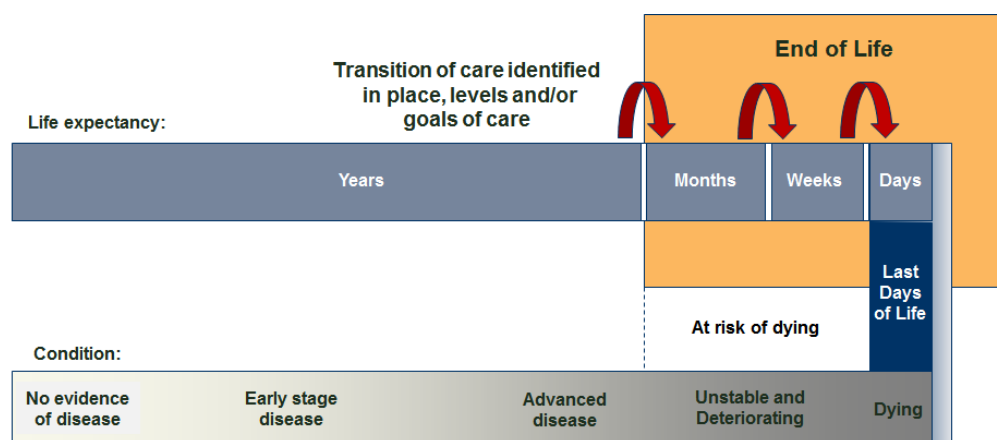 End of Life
Transition of care identified
in place, levels and/or
goals of care
Life expectancy:
Years
Months
Weeks
Days
Last
Days
of Life
At risk of dying
Condition:
No evidence
of disease
Early stage
disease
Advanced
disease
Unstable and
Deteriorating
Dying